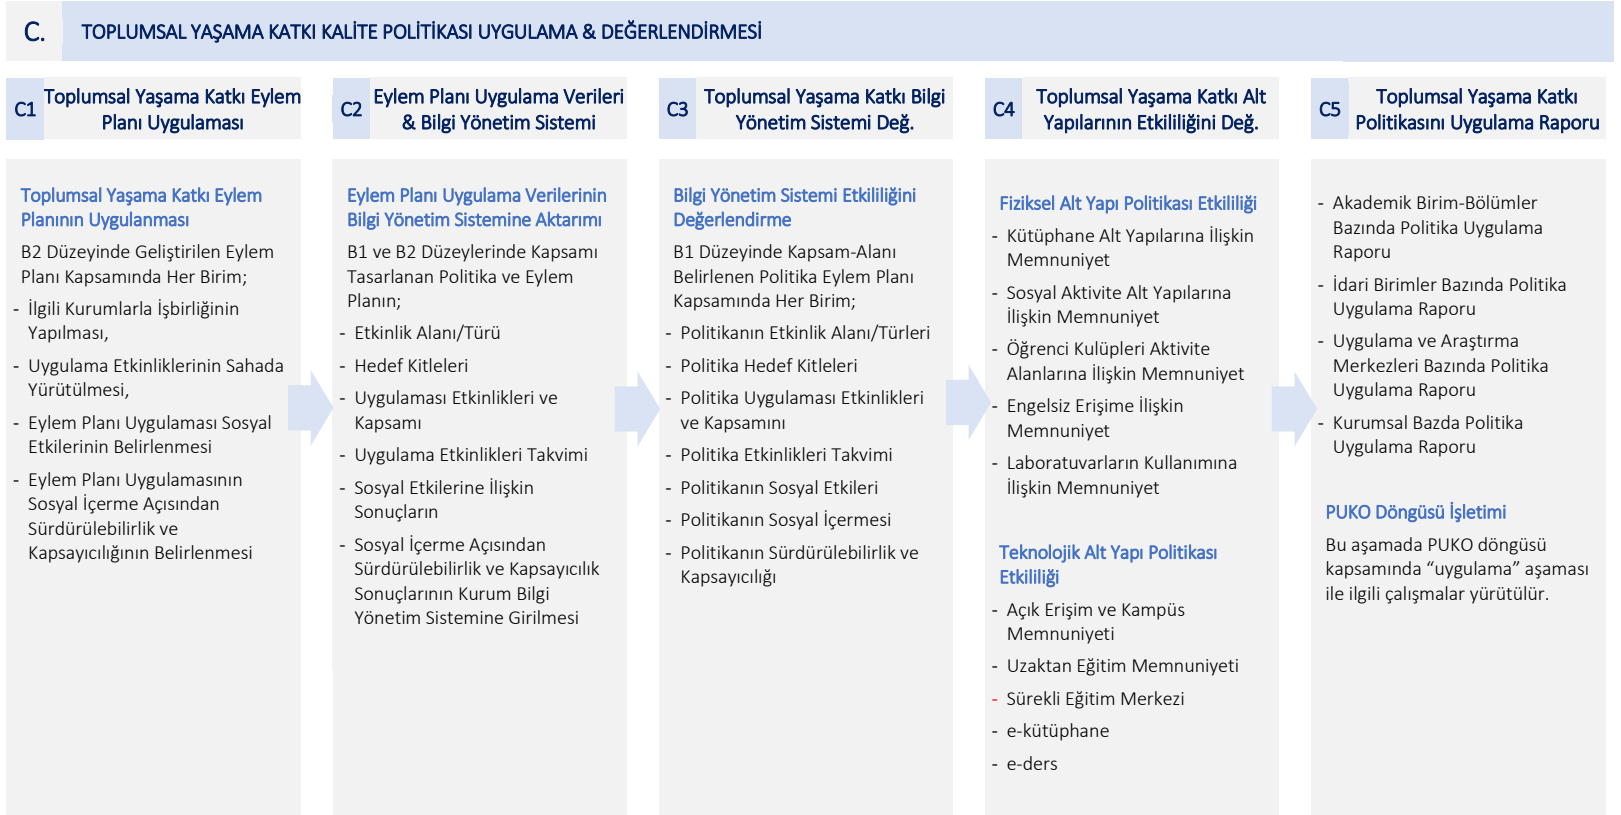 C.
TOPLUMSAL YAŞAMA KATKI KALİTE POLİTİKASI UYGULAMA & DEĞERLENDİRMESİ
C1
Toplumsal Yaşama Katkı Eylem
Planı Uygulaması
Toplumsal Yaşama Katkı Eylem
Planının Uygulanması
B2 Düzeyinde Geliştirilen Eylem
Planı Kapsamında Her Birim;
- İlgili Kurumlarla İşbirliğinin
Yapılması,
- Uygulama Etkinliklerinin Sahada
Yürütülmesi,
- Eylem Planı Uygulaması Sosyal
Etkilerinin Belirlenmesi
- Eylem Planı Uygulamasının
Sosyal İçerme Açısından
Sürdürülebilirlik ve
Kapsayıcılığının Belirlenmesi
C2
Eylem Planı Uygulama Verileri
& Bilgi Yönetim Sistemi
Eylem Planı Uygulama Verilerinin
Bilgi Yönetim Sistemine Aktarımı
B1 ve B2 Düzeylerinde Kapsamı
Tasarlanan Politika ve Eylem
Planın;
- Etkinlik Alanı/Türü
- Hedef Kitleleri
- Uygulaması Etkinlikleri ve
Kapsamı
- Uygulama Etkinlikleri Takvimi
- Sosyal Etkilerine İlişkin
Sonuçların
- Sosyal İçerme Açısından
Sürdürülebilirlik ve Kapsayıcılık
Sonuçlarının Kurum Bilgi
Yönetim Sistemine Girilmesi
C3
Toplumsal Yaşama Katkı Bilgi
Yönetim Sistemi Değ.
Bilgi Yönetim Sistemi Etkililiğini
Değerlendirme
B1 Düzeyinde Kapsam-Alanı
Belirlenen Politika Eylem Planı
Kapsamında Her Birim;
- Politikanın Etkinlik Alanı/Türleri
- Politika Hedef Kitleleri
- Politika Uygulaması Etkinlikleri
ve Kapsamını
- Politika Etkinlikleri Takvimi
- Politikanın Sosyal Etkileri
- Politikanın Sosyal İçermesi
- Politikanın Sürdürülebilirlik ve
Kapsayıcılığı
C4
Toplumsal Yaşama Katkı Alt
Yapılarının Etkililiğini Değ.
Fiziksel Alt Yapı Politikası Etkililiği
- Kütüphane Alt Yapılarına İlişkin
Memnuniyet
- Sosyal Aktivite Alt Yapılarına
İlişkin Memnuniyet
- Öğrenci Kulüpleri Aktivite
Alanlarına İlişkin Memnuniyet
- Engelsiz Erişime İlişkin
Memnuniyet
- Laboratuvarların Kullanımına
İlişkin Memnuniyet
Teknolojik Alt Yapı Politikası
Etkililiği
- Açık Erişim ve Kampüs
Memnuniyeti
- Uzaktan Eğitim Memnuniyeti
- Sürekli Eğitim Merkezi
- e-kütüphane
- e-ders
C5
Toplumsal Yaşama Katkı
Politikasını Uygulama Raporu
- Akademik Birim-Bölümler
Bazında Politika Uygulama
Raporu
- İdari Birimler Bazında Politika
Uygulama Raporu
- Uygulama ve Araştırma
Merkezleri Bazında Politika
Uygulama Raporu
- Kurumsal Bazda Politika
Uygulama Raporu
PUKO Döngüsü İşletimi
Bu aşamada PUKO döngüsü
kapsamında “uygulama” aşaması
ile ilgili çalışmalar yürütülür.